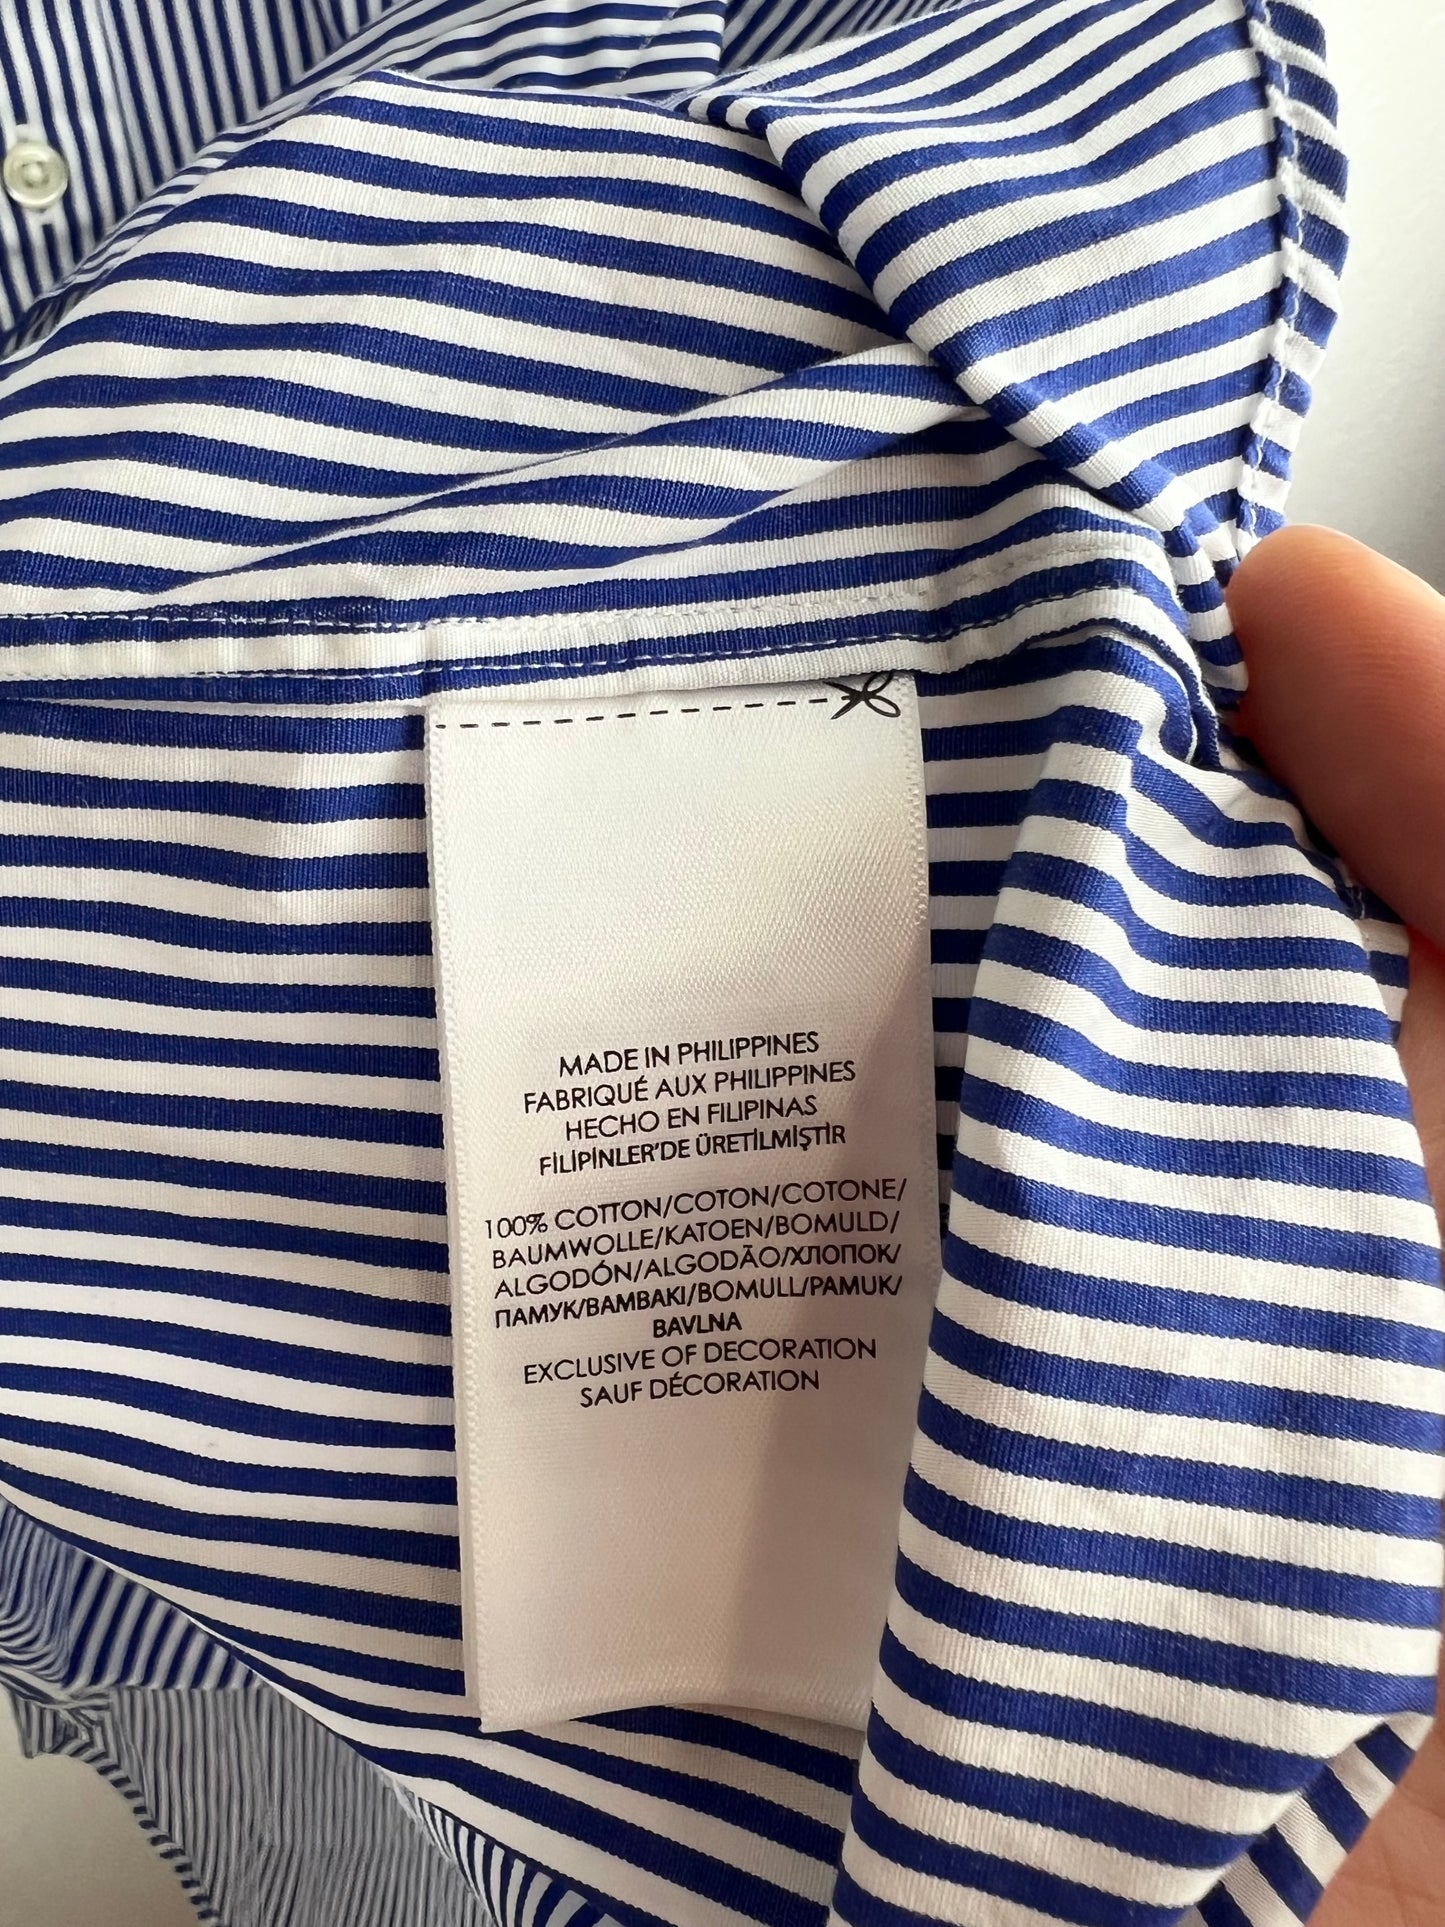 MADE IN PHILIPPINES
FABRIQUÉ AUX PHILIPPINES
HECHO EN FILIPINAS
FİLİPİNLER'DE ÜRETİLMİŞTİR
100% COTTON/COTON/COTONE/
BAUMWOLLE/KATOEN/BOMULD/
ALGODÓN/ALGODÃO/ХЛОПОК/
ПАМУК/BAMBAKI/BOMULL/PAMUK/
BAVLNA
EXCLUSIVE OF DECORATION
SAUF DÉCORATION